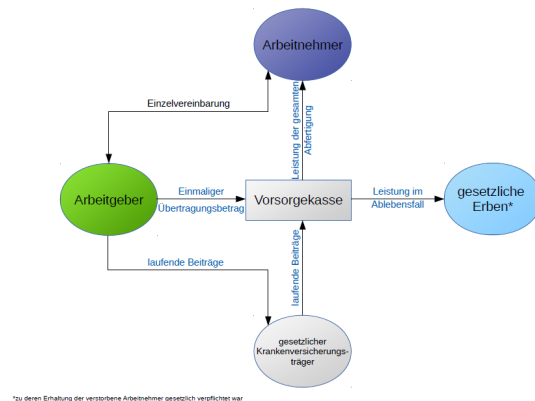 Arbeitnehmer
Einzelvereinbarung
Leistung der gesamten
Abfertigung
Arbeitgeber
Einmaliger
Übertragungsbetrag
Vorsorgekasse
Leistung im
Ablebensfall
gesetzliche
Erben*
laufende Beiträge
laufende Beiträge
gesetzlicher
Krankenversicherungs-
träger
*zu deren Erhaltung der verstorbene Arbeitnehmer gesetzlich verpflichtet war